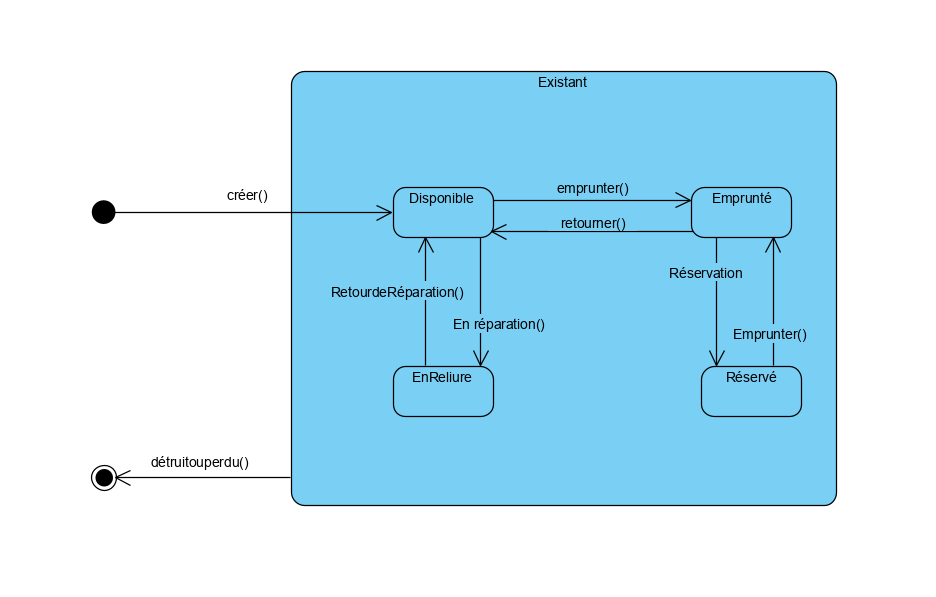 Existant
créer()
Disponible
emprunter()
Emprunté
retourner()
RetourdeRéparation()
Réservation
En réparation()
Emprunter()
EnReliure
Réservé
détruitouperdu()